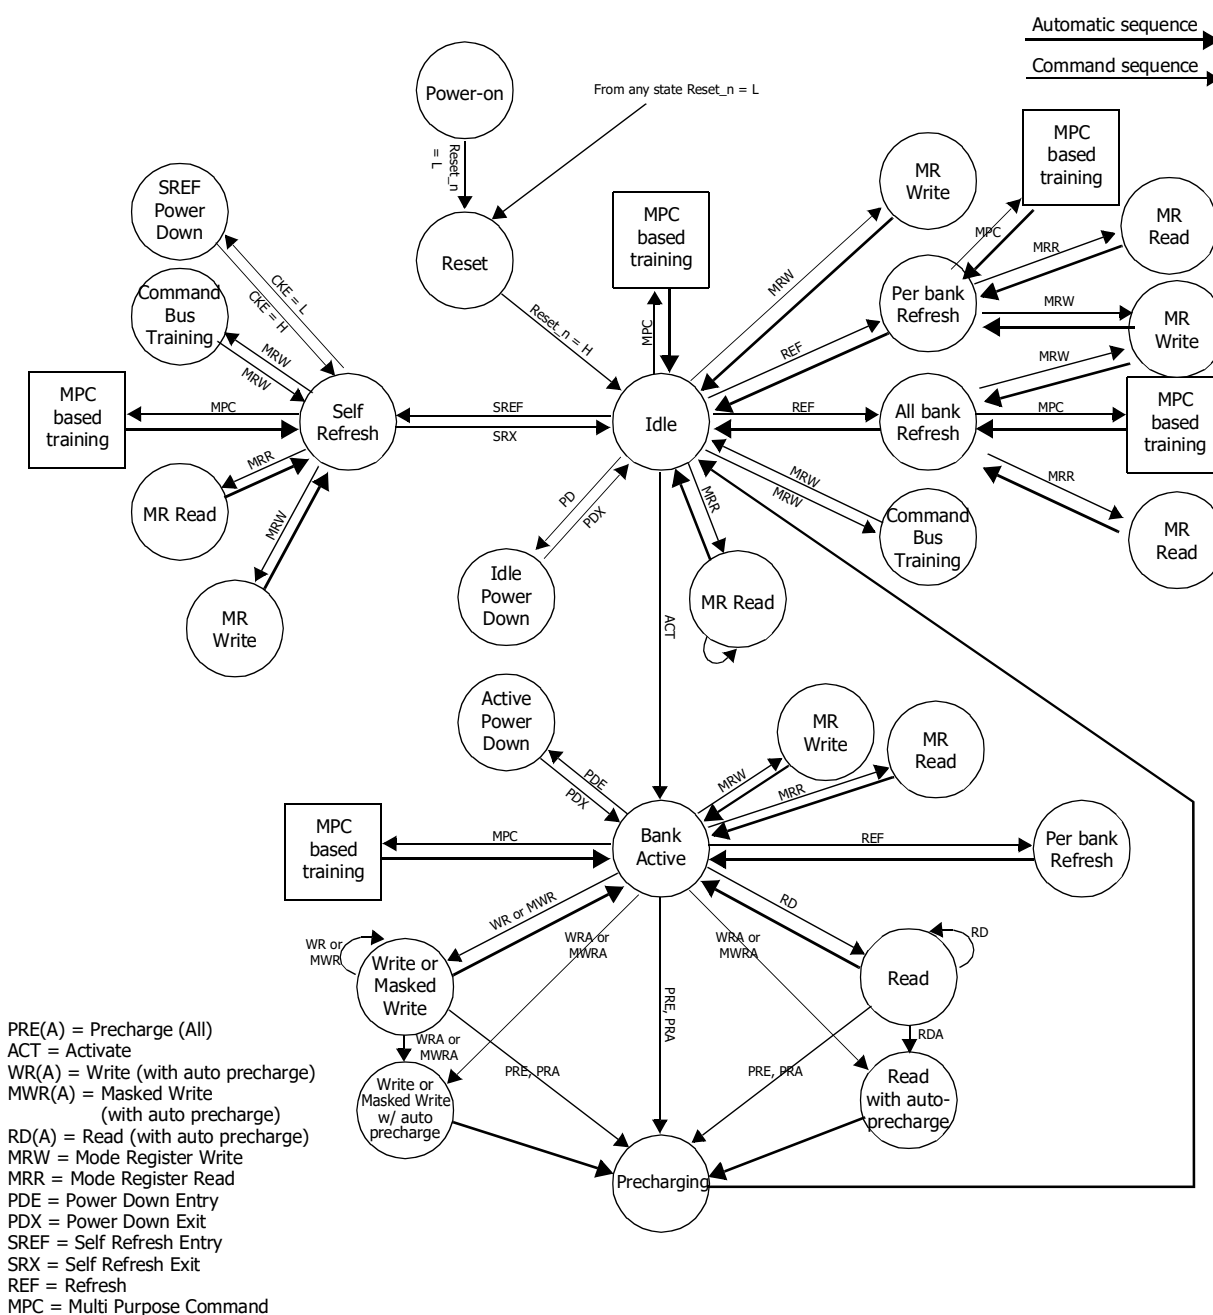 Automatic sequence
Command sequence
Power-on
From any state Reset_n = L
Reset_n
= L
MPC
based
training
MR
Write
MPC
based
training
MR
Read
SREF
Power
Down
Reset
MPC
MRR
MRW
Per bank
Refresh
MRW
MR
Write
Command
Bus
Training
CKE = L
CKE = H
Reset_n = H
MPC
REF
MRW
MRW
MRW
MPC
based
training
MPC
Self
Refresh
SREF
SRX
Idle
REF
All bank
Refresh
MPC
MPC
based
training
MRR
MR Read
MRW
PD
PDX
MRR
MRW
MRW
Command
Bus
Training
MRR
MR
Read
MR
Write
Idle
Power
Down
MR Read
ACT
Active
Power
Down
PDE
PDX
MRW
MR
Write
MRR
MR
Read
MPC
based
training
MPC
Bank
Active
REF
Per bank
Refresh
WR or MWR
WRA or
MWRA
WRA or
MWRA
RD
WR or
MWR
Write or
Masked
Write
PRE, PRA
Read
RD
WRA or
MWRA
PRE, PRA
PRE, PRA
RDA
Write or
Masked Write
w/ auto
precharge
Read
with auto-
precharge
Precharging
PRE(A) = Precharge (All)
ACT = Activate
WR(A) = Write (with auto precharge)
MWR(A) = Masked Write
(with auto precharge)
RD(A) = Read (with auto precharge)
MRW = Mode Register Write
MRR = Mode Register Read
PDE = Power Down Entry
PDX = Power Down Exit
SREF = Self Refresh Entry
SRX = Self Refresh Exit
REF = Refresh
MPC = Multi Purpose Command